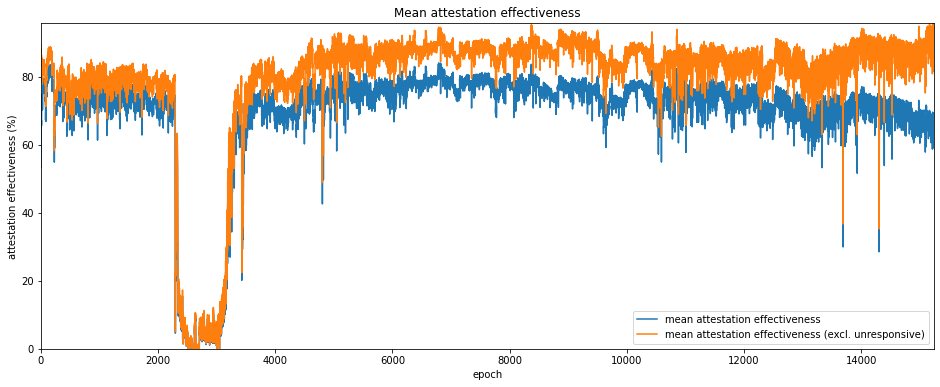 Mean attestation effectiveness
attestation effectiveness (%)
80
60
40
20
0
0 2000 4000 6000 8000 10000 12000 14000
epoch
mean attestation effectiveness
mean attestation effectiveness (excl. unresponsive)